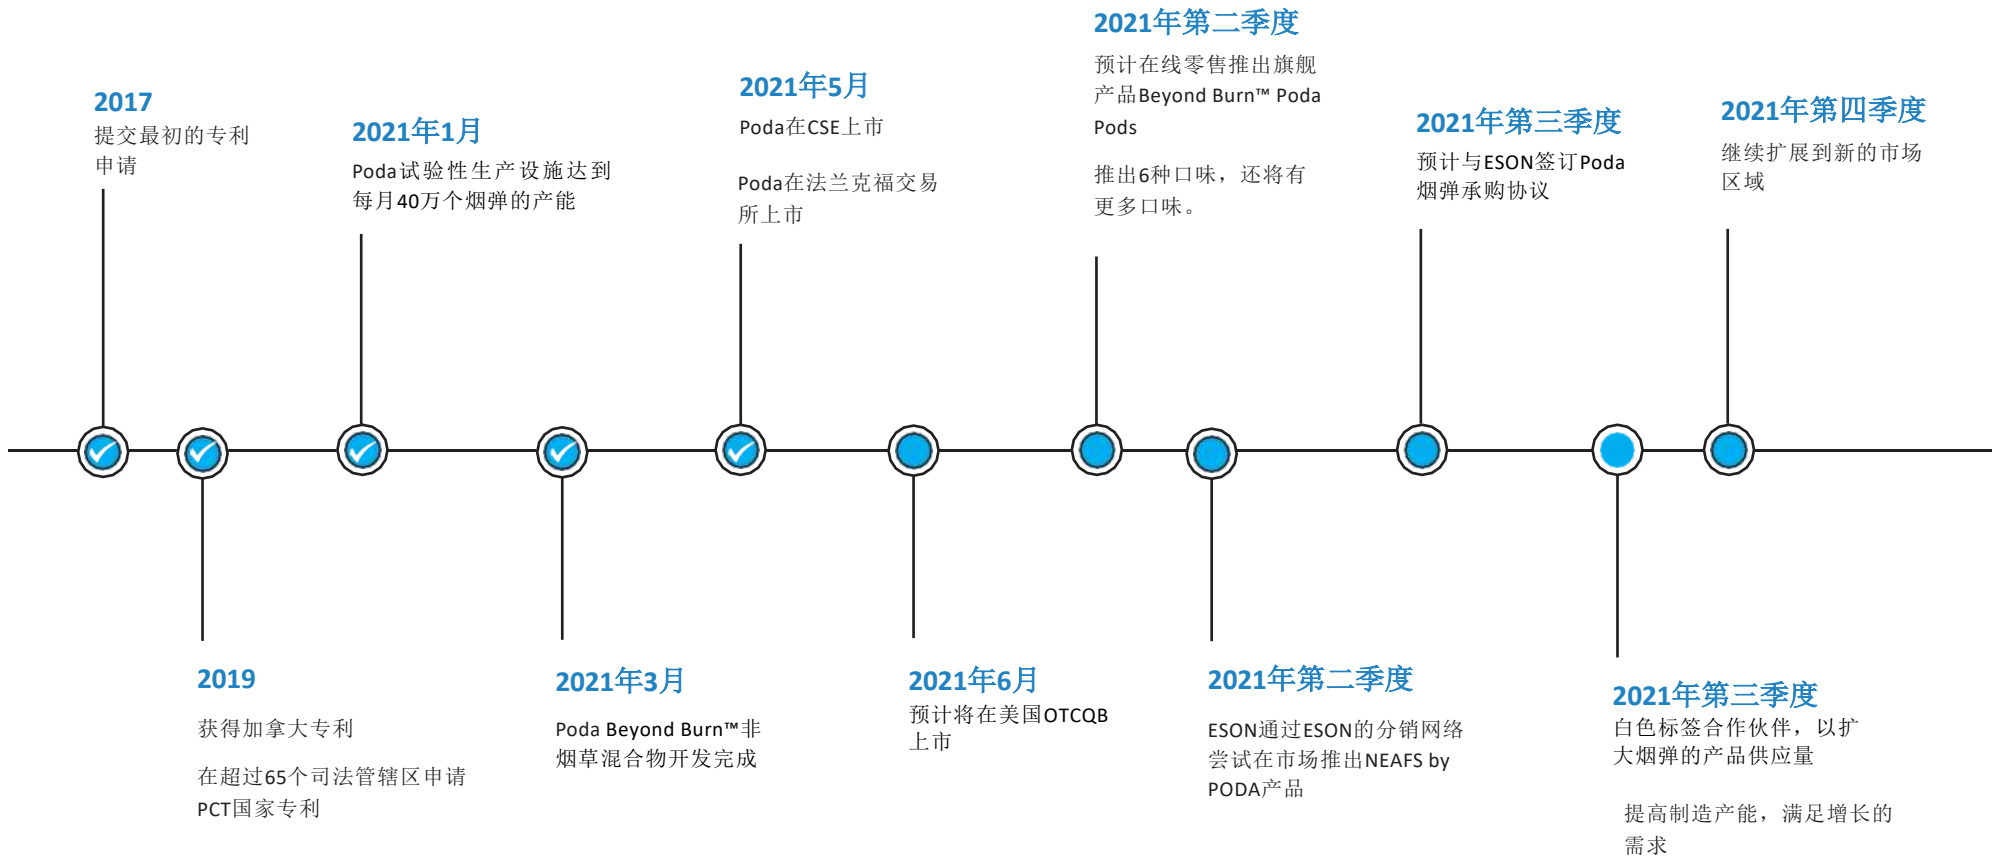 2017
提交最初的专利
申请
2021年1月
Poda试验性生产设施达到
每月40万个烟弹的产能
2021年5月
Poda在CSE上市
Poda在法兰克福交易
所上市
2021年第二季度
预计在线零售推出旗舰
产品Beyond Burn™ Poda
Pods
推出6种口味，还将有
更多口味。
2021年第三季度
预计与ESON签订Poda
烟弹承购协议
2021年第四季度
继续扩展到新的市场
区域
2019
获得加拿大专利
在超过65个司法管辖区申请
PCT国家专利
2021年3月
Poda Beyond Burn™非
烟草混合物开发完成
2021年6月
预计将在美国OTCQB
上市
2021年第二季度
ESON通过ESON的分销网络
尝试在市场推出NEAFS by
PODA产品
2021年第三季度
白色标签合作伙伴，以扩
大烟弹的产品供应量
提高制造产能，满足增长的
需求